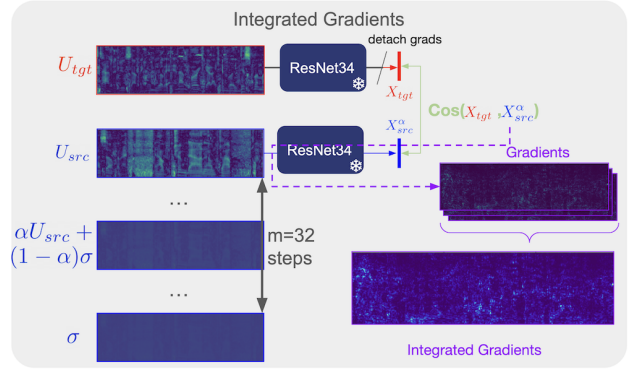 Integrated Gradients
detach grads
U_tgt
ResNet34
X_tgt
Cos(X_tgt ,X^α_src)
X^α_src
U_src
ResNet34
Gradients
...
αU_src +
(1 − α)σ
m=32
steps
...
σ
Integrated Gradients